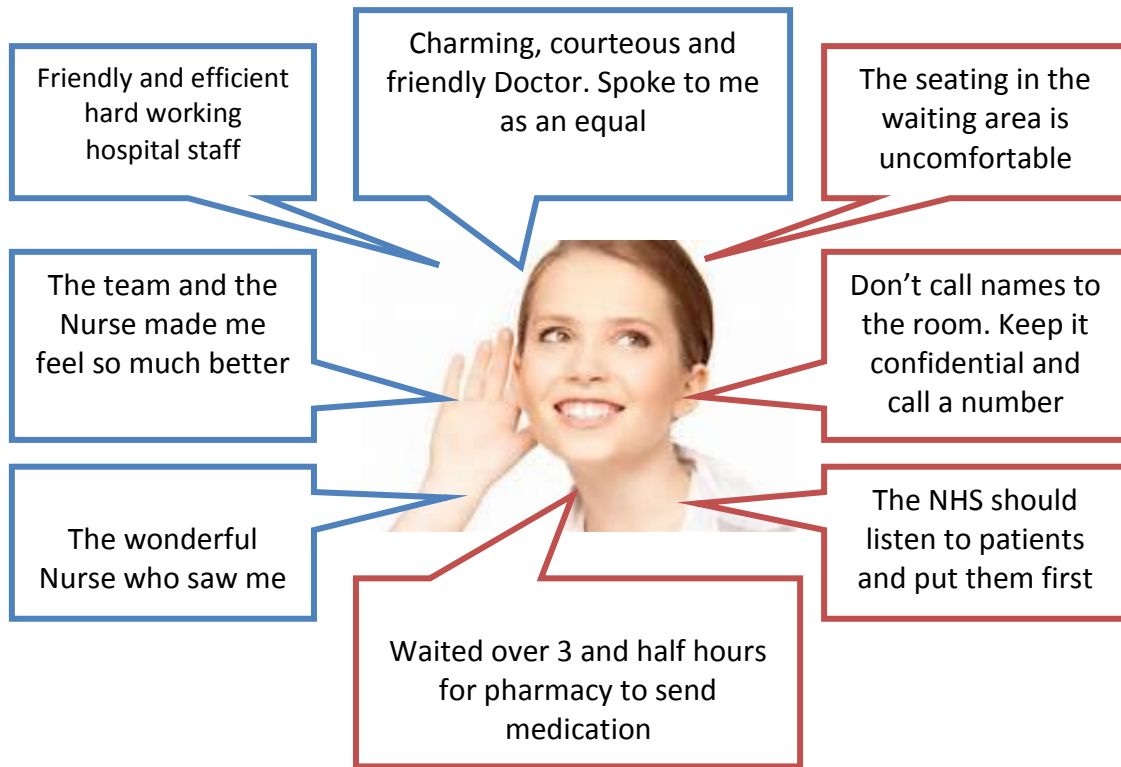 Friendly and efficient
hard working
hospital staff
Charming, courteous and
friendly Doctor. Spoke to me
as an equal
The seating in the
waiting area is
uncomfortable
The team and the
Nurse made me
feel so much better
Don’t call names to
the room. Keep it
confidential and
call a number
The wonderful
Nurse who saw me
The NHS should
listen to patients
and put them first
Waited over 3 and half hours
for pharmacy to send
medication